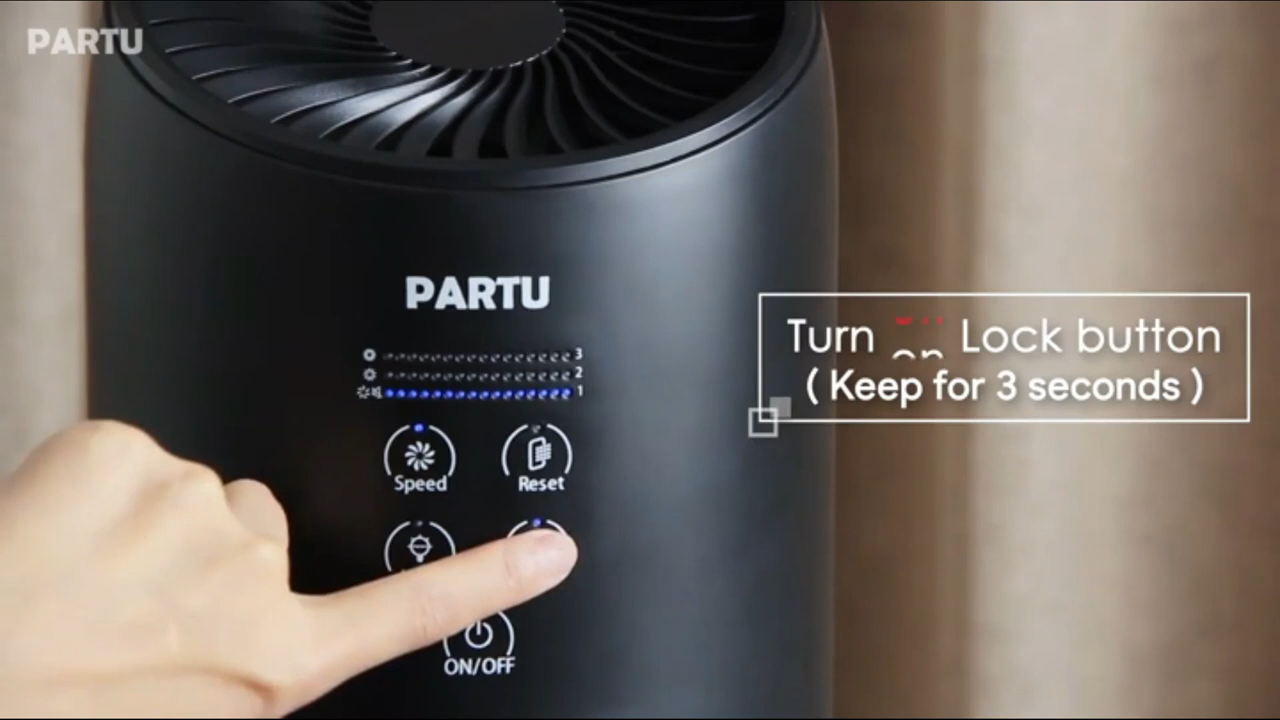 PARTU
PARTU
3
2
1
Turn Lock button
( Keep for 3 seconds )
Speed
Reset
ON/OFF